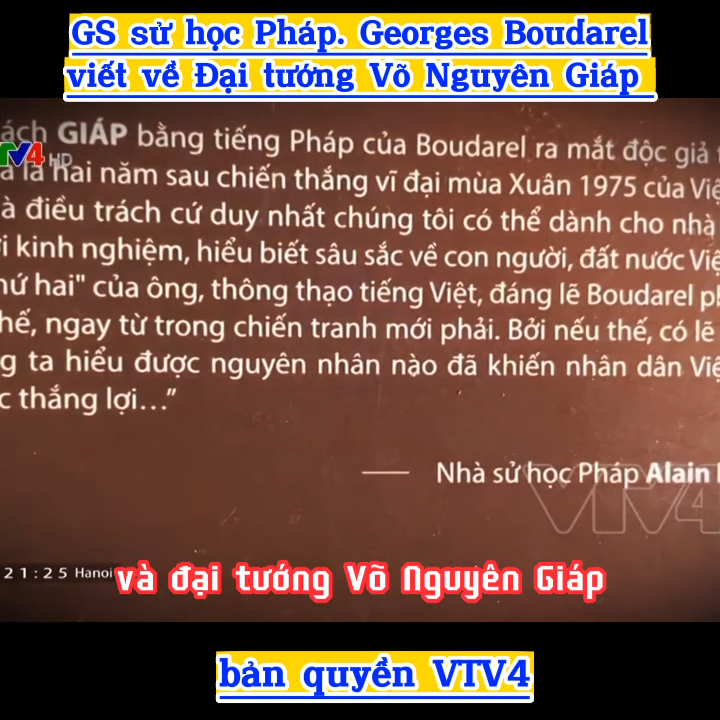 GS sử học Pháp. Georges Boudarel
viết về Đại tướng Võ Nguyên Giáp
ách GIÁP bằng tiếng Pháp của Boudarel ra mắt độc giả
TV4 HD
là hai năm sau chiến thắng vĩ đại mùa Xuân 1975 của Việ
à điều trách cứ duy nhất chúng tôi có thể dành cho nhà
i kinh nghiệm, hiểu biết sâu sắc về con người, đất nước Việ
hứ hai" của ông, thông thạo tiếng Việt, đáng lẽ Boudarel ph
hế, ngay từ trong chiến tranh mới phải. Bởi nếu thế, có lẽ
g ta hiểu được nguyên nhân nào đã khiến nhân dân Việ
c thắng lợi…”
Nhà sử học Pháp Alain
VTV4
21:25 Hanoi
và đại tướng Võ Nguyên Giáp
bản quyền VTV4